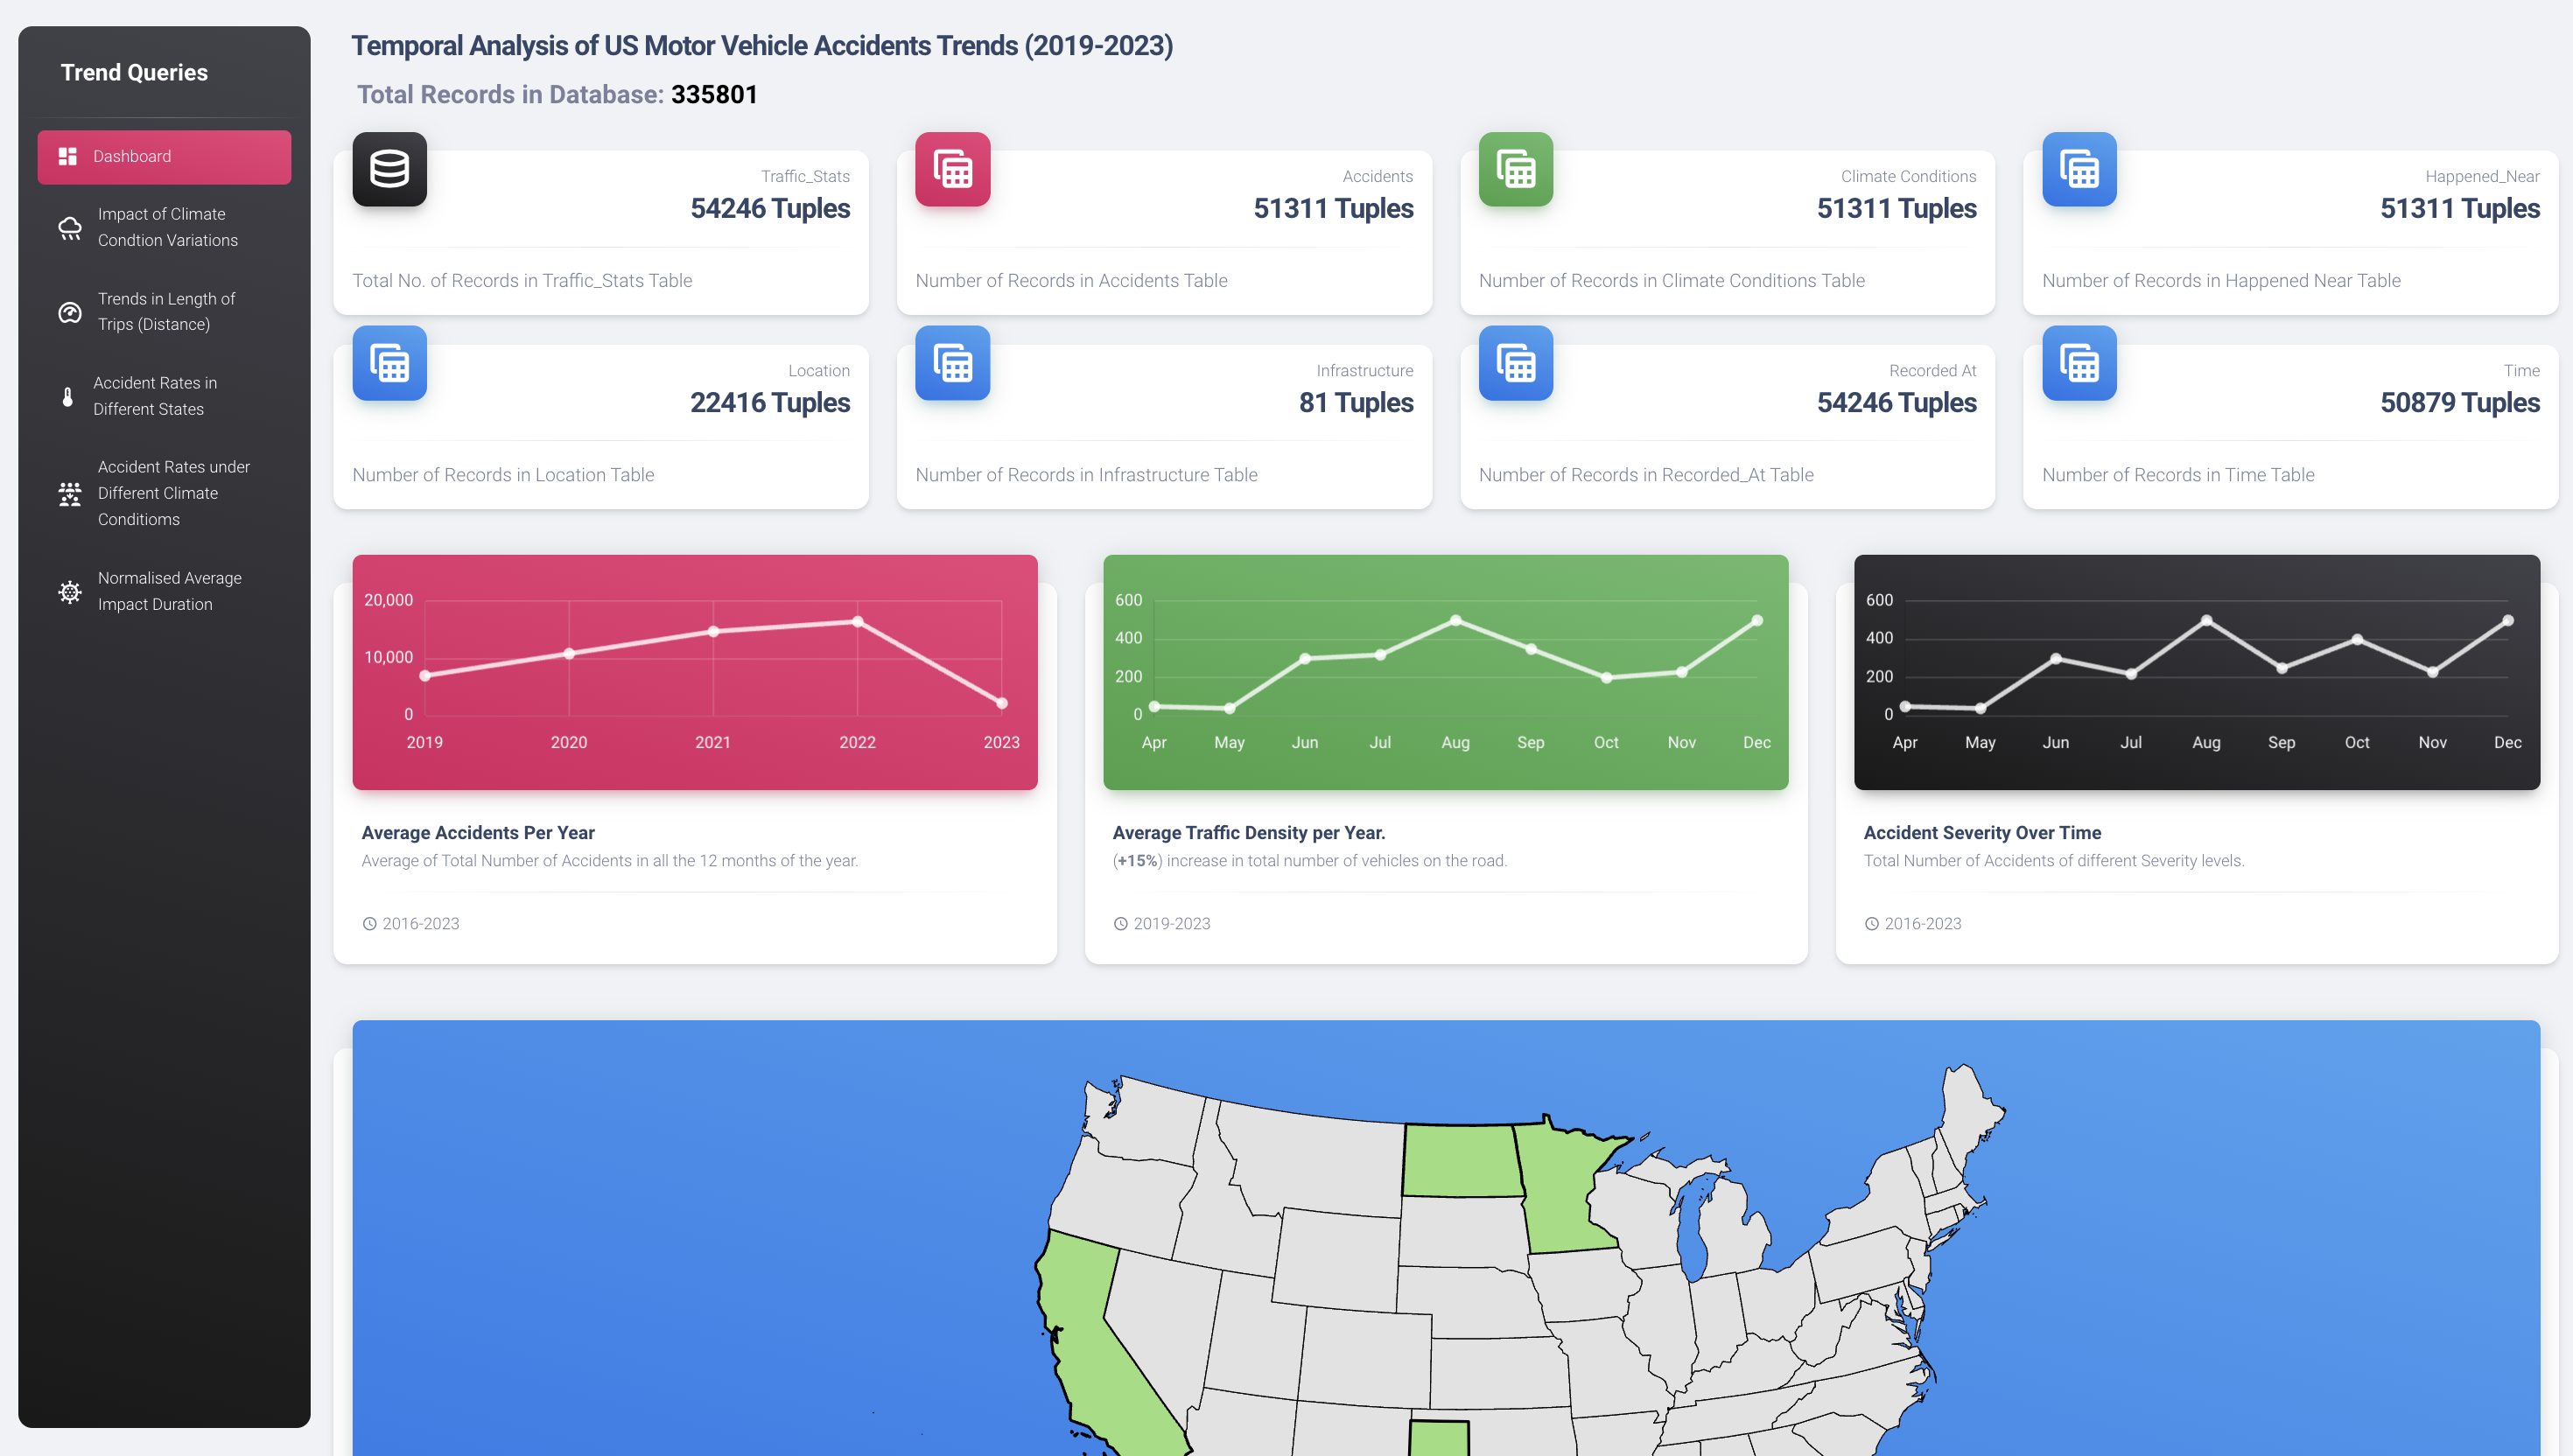 Trend Queries
Dashboard
Impact of Climate
Condtion Variations
Trends in Length of
Trips (Distance)
Accident Rates in
Different States
Accident Rates under
Different Climate
Conditioms
Normalised Average
Impact Duration
Temporal Analysis of US Motor Vehicle Accidents Trends (2019-2023)
Total Records in Database: 335801
Traffic_Stats
54246 Tuples
Total No. of Records in Traffic_Stats Table
Accidents
51311 Tuples
Number of Records in Accidents Table
Climate Conditions
51311 Tuples
Number of Records in Climate Conditions Table
Happened_Near
51311 Tuples
Number of Records in Happened Near Table
Location
22416 Tuples
Number of Records in Location Table
Infrastructure
81 Tuples
Number of Records in Infrastructure Table
Recorded At
54246 Tuples
Number of Records in Recorded_At Table
Time
50879 Tuples
Number of Records in Time Table
20,000
10,000
0
2019 2020 2021 2022 2023
Average Accidents Per Year
Average of Total Number of Accidents in all the 12 months of the year.
2016-2023
600
400
200
0
Apr May Jun Jul Aug Sep Oct Nov Dec
Average Traffic Density per Year.
(+15%) increase in total number of vehicles on the road.
2019-2023
600
400
200
0
Apr May Jun Jul Aug Sep Oct Nov Dec
Accident Severity Over Time
Total Number of Accidents of different Severity levels.
2016-2023